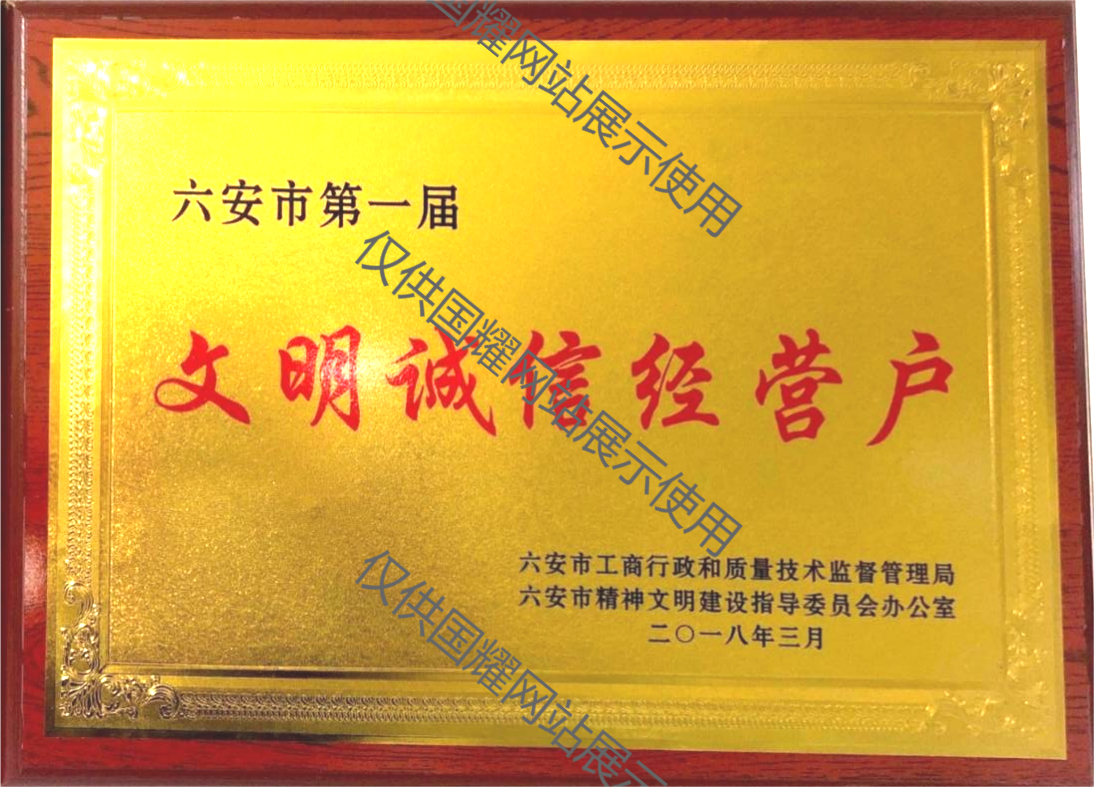 六安市第一届
文明诚信经营户
六安市工商行政和质量技术监督管理局
六安市精神文明建设指导委员会办公室
二〇一八年三月
国耀网站展示使用
仅供国耀网站展示使用
仅供国耀网站展示使